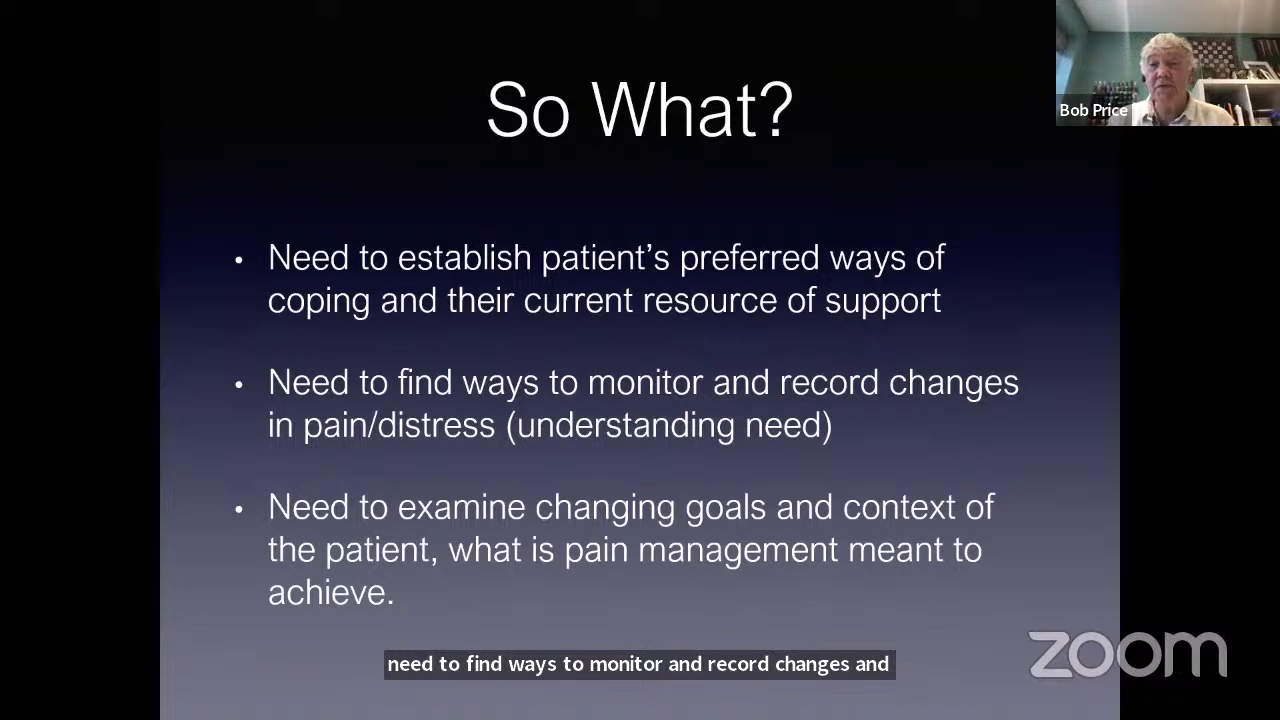 So What?
Bob Price
• Need to establish patient’s preferred ways of
coping and their current resource of support
• Need to find ways to monitor and record changes
in pain/distress (understanding need)
• Need to examine changing goals and context of
the patient, what is pain management meant to
achieve.
need to find ways to monitor and record changes and
zoom